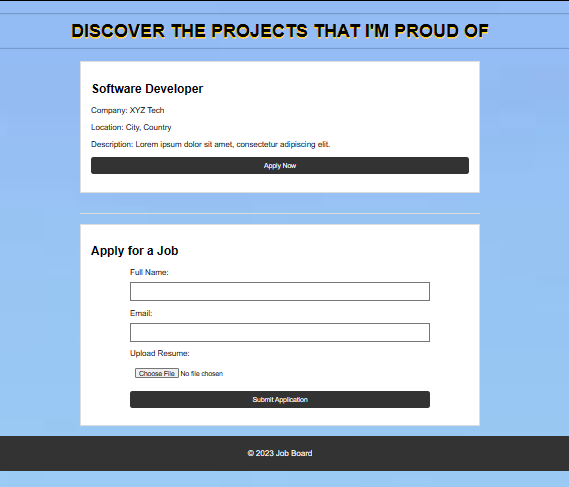 DISCOVER THE PROJECTS THAT I'M PROUD OF
Software Developer
Company: XYZ Tech
Location: City, Country
Description: Lorem ipsum dolor sit amet, consectetur adipiscing elit.
Apply Now
Apply for a Job
Full Name:
Email:
Upload Resume:
Choose File No file chosen
Submit Application
© 2023 Job Board